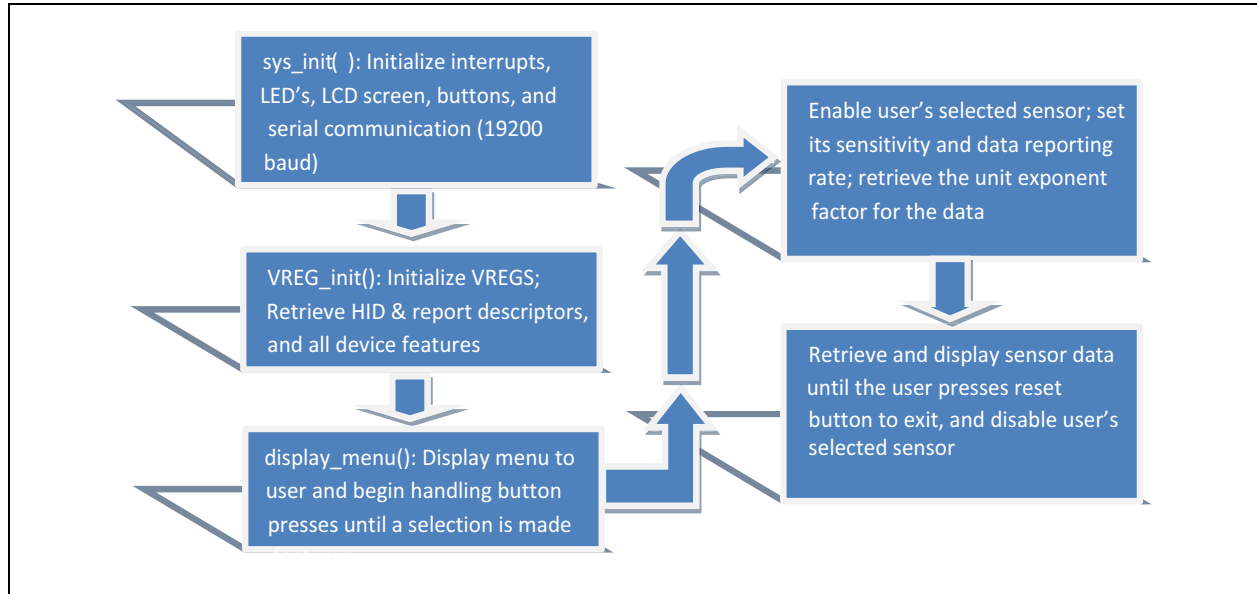 sys_init( ): Initialize interrupts,
LED's, LCD screen, buttons, and
serial communication (19200
baud)
VREG_init(): Initialize VREGS;
Retrieve HID & report descriptors,
and all device features
display_menu(): Display menu to
user and begin handling button
presses until a selection is made
Enable user’s selected sensor; set
its sensitivity and data reporting
rate; retrieve the unit exponent
factor for the data
Retrieve and display sensor data
until the user presses reset
button to exit, and disable user’s
selected sensor